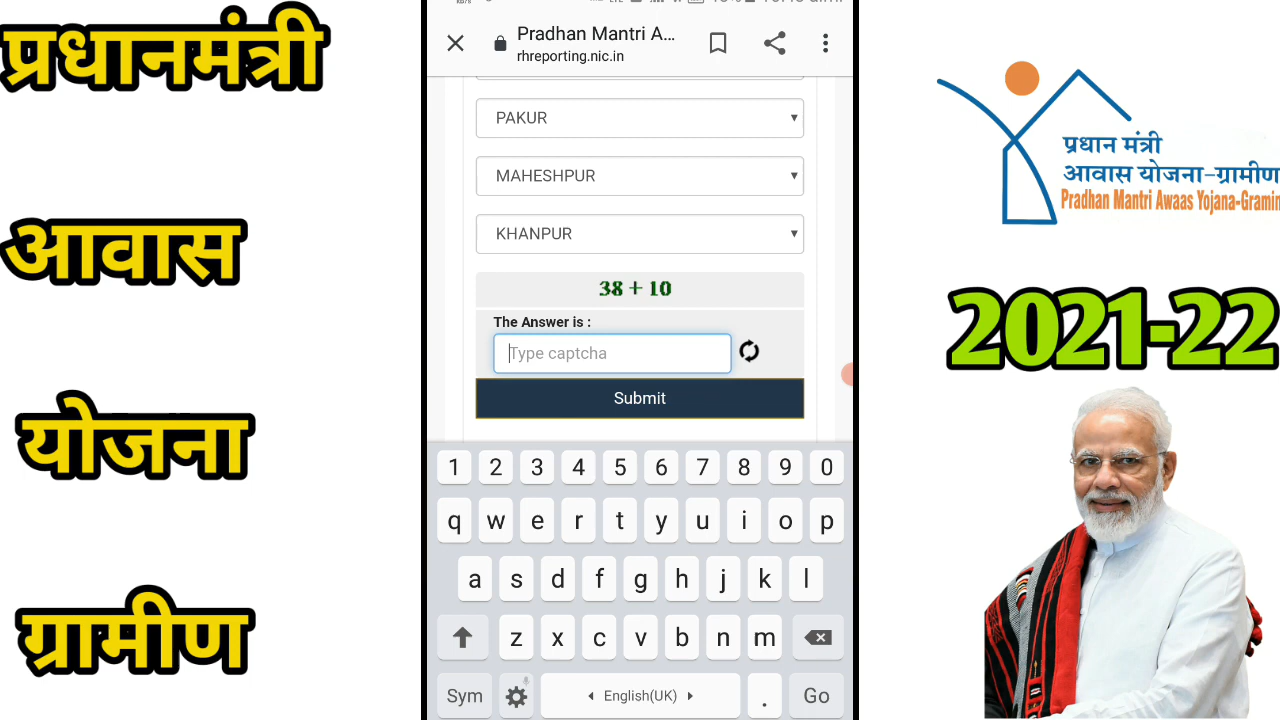 प्रधानमंत्री
आवास
योजना
ग्रामीण
Pradhan Mantri A...
rhreporting.nic.in
PAKUR
MAHESHPUR
KHANPUR
38 + 10
The Answer is :
Type captcha
Submit
1 2 3 4 5 6 7 8 9 0
q w e r t y u i o p
a s d f g h j k l
z x c v b n m
Sym English(UK) . Go
प्रधान मंत्री
आवास योजना-ग्रामीण
Pradhan Mantri Awaas Yojana-Gramin
2021-22